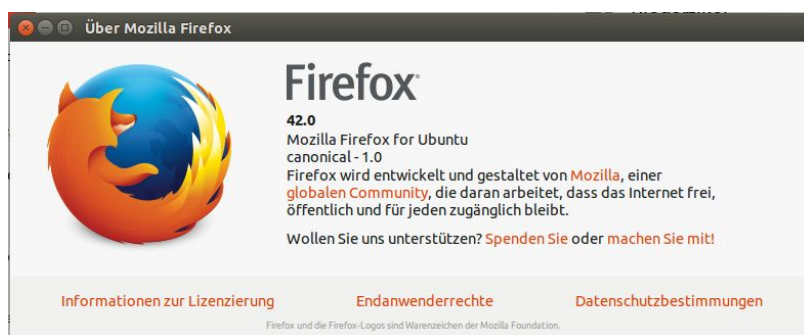 Über Mozilla Firefox
Firefox
42.0
Mozilla Firefox for Ubuntu
canonical - 1.0
Firefox wird entwickelt und gestaltet von Mozilla, einer
globalen Community, die daran arbeitet, dass das Internet frei,
öffentlich und für jeden zugänglich bleibt.
Wollen Sie uns unterstützen? Spenden Sie oder machen Sie mit!
Informationen zur Lizenzierung Endanwenderrechte Datenschutzbestimmungen
Firefox und die Firefox-Logos sind Warenzeichen der Mozilla Foundation.